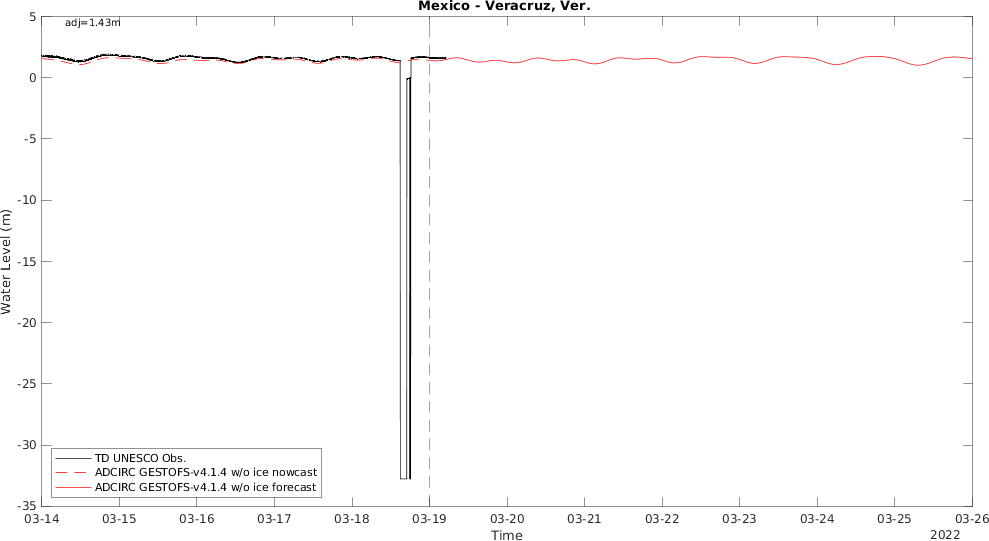 Mexico - Veracruz, Ver.
adj=1.43m
5
0
-5
-10
-15
-20
-25
-30
-35
Water Level (m)
TD UNESCO Obs.
ADCIRC GESTOFS-v4.1.4 w/o ice nowcast
ADCIRC GESTOFS-v4.1.4 w/o ice forecast
03-14 03-15 03-16 03-17 03-18 03-19 03-20 03-21 03-22 03-23 03-24 03-25 03-26
Time
2022